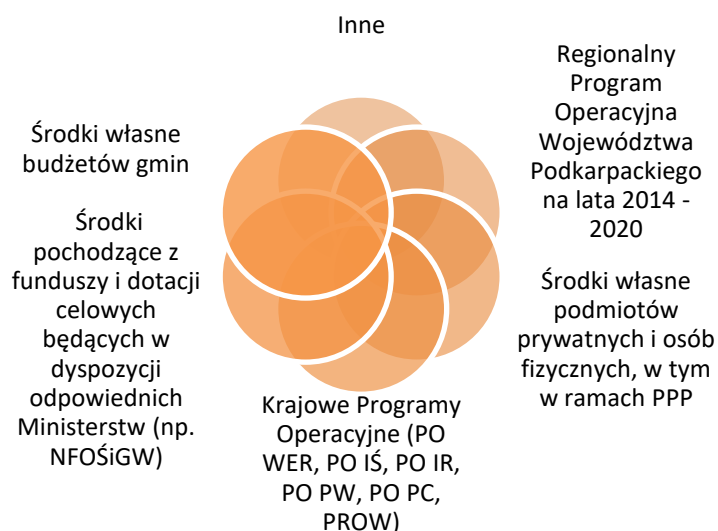 Inne
Regionalny
Program
Operacyjna
Województwa
Podkarpackiego
na lata 2014 -
2020
Środki własne
podmiotów
prywatnych i osób
fizycznych, w tym
w ramach PPP
Krajowe Programy
Operacyjne (PO
WER, PO IŚ, PO IR,
PO PW, PO PC,
PROW)
Środki
pochodzące z
funduszy i dotacji
celowych
będących w
dyspozycji
odpowiednich
Ministerstw (np.
NFOŚiGW)
Środki własne
budżetów gmin